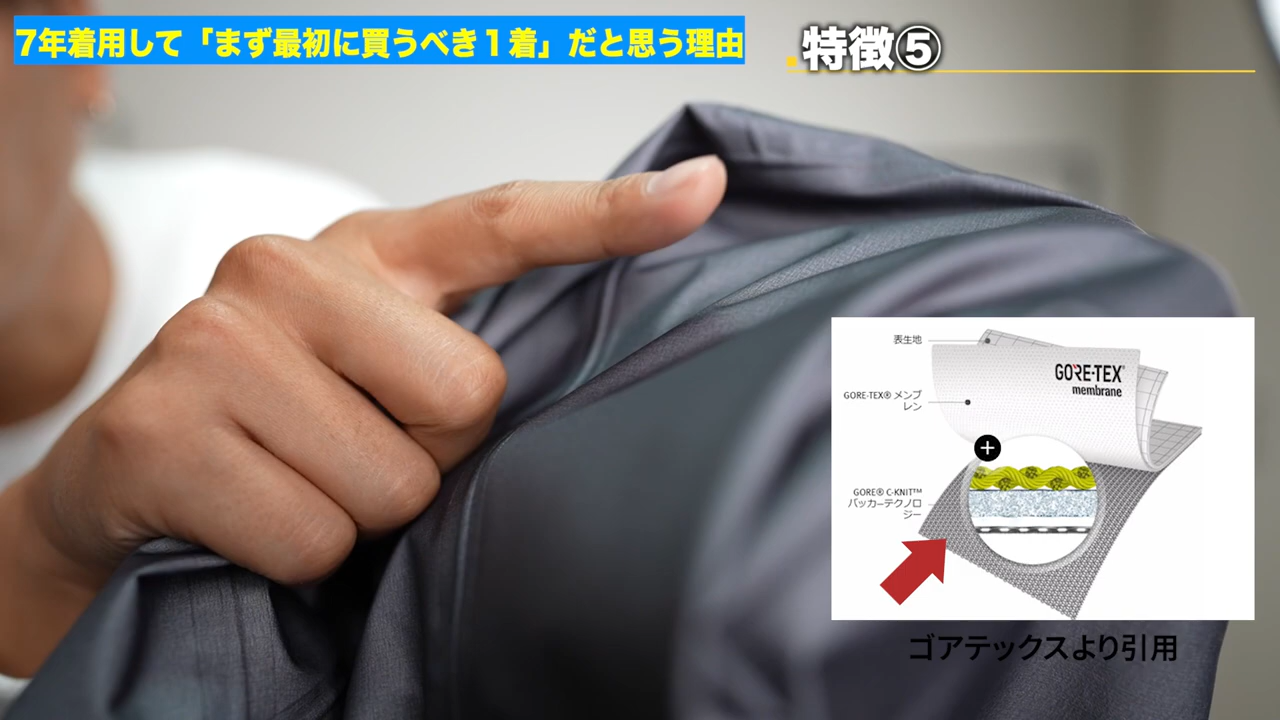 7年着用して「まず最初に買うべき1着」だと思う理由
特徴⑤
表生地
GORE-TEX®
membrane
GORE-TEX® メンブ
レン
GORE® C-KNIT™
バッカーテクノロ
ジー
ゴアテックスより引用